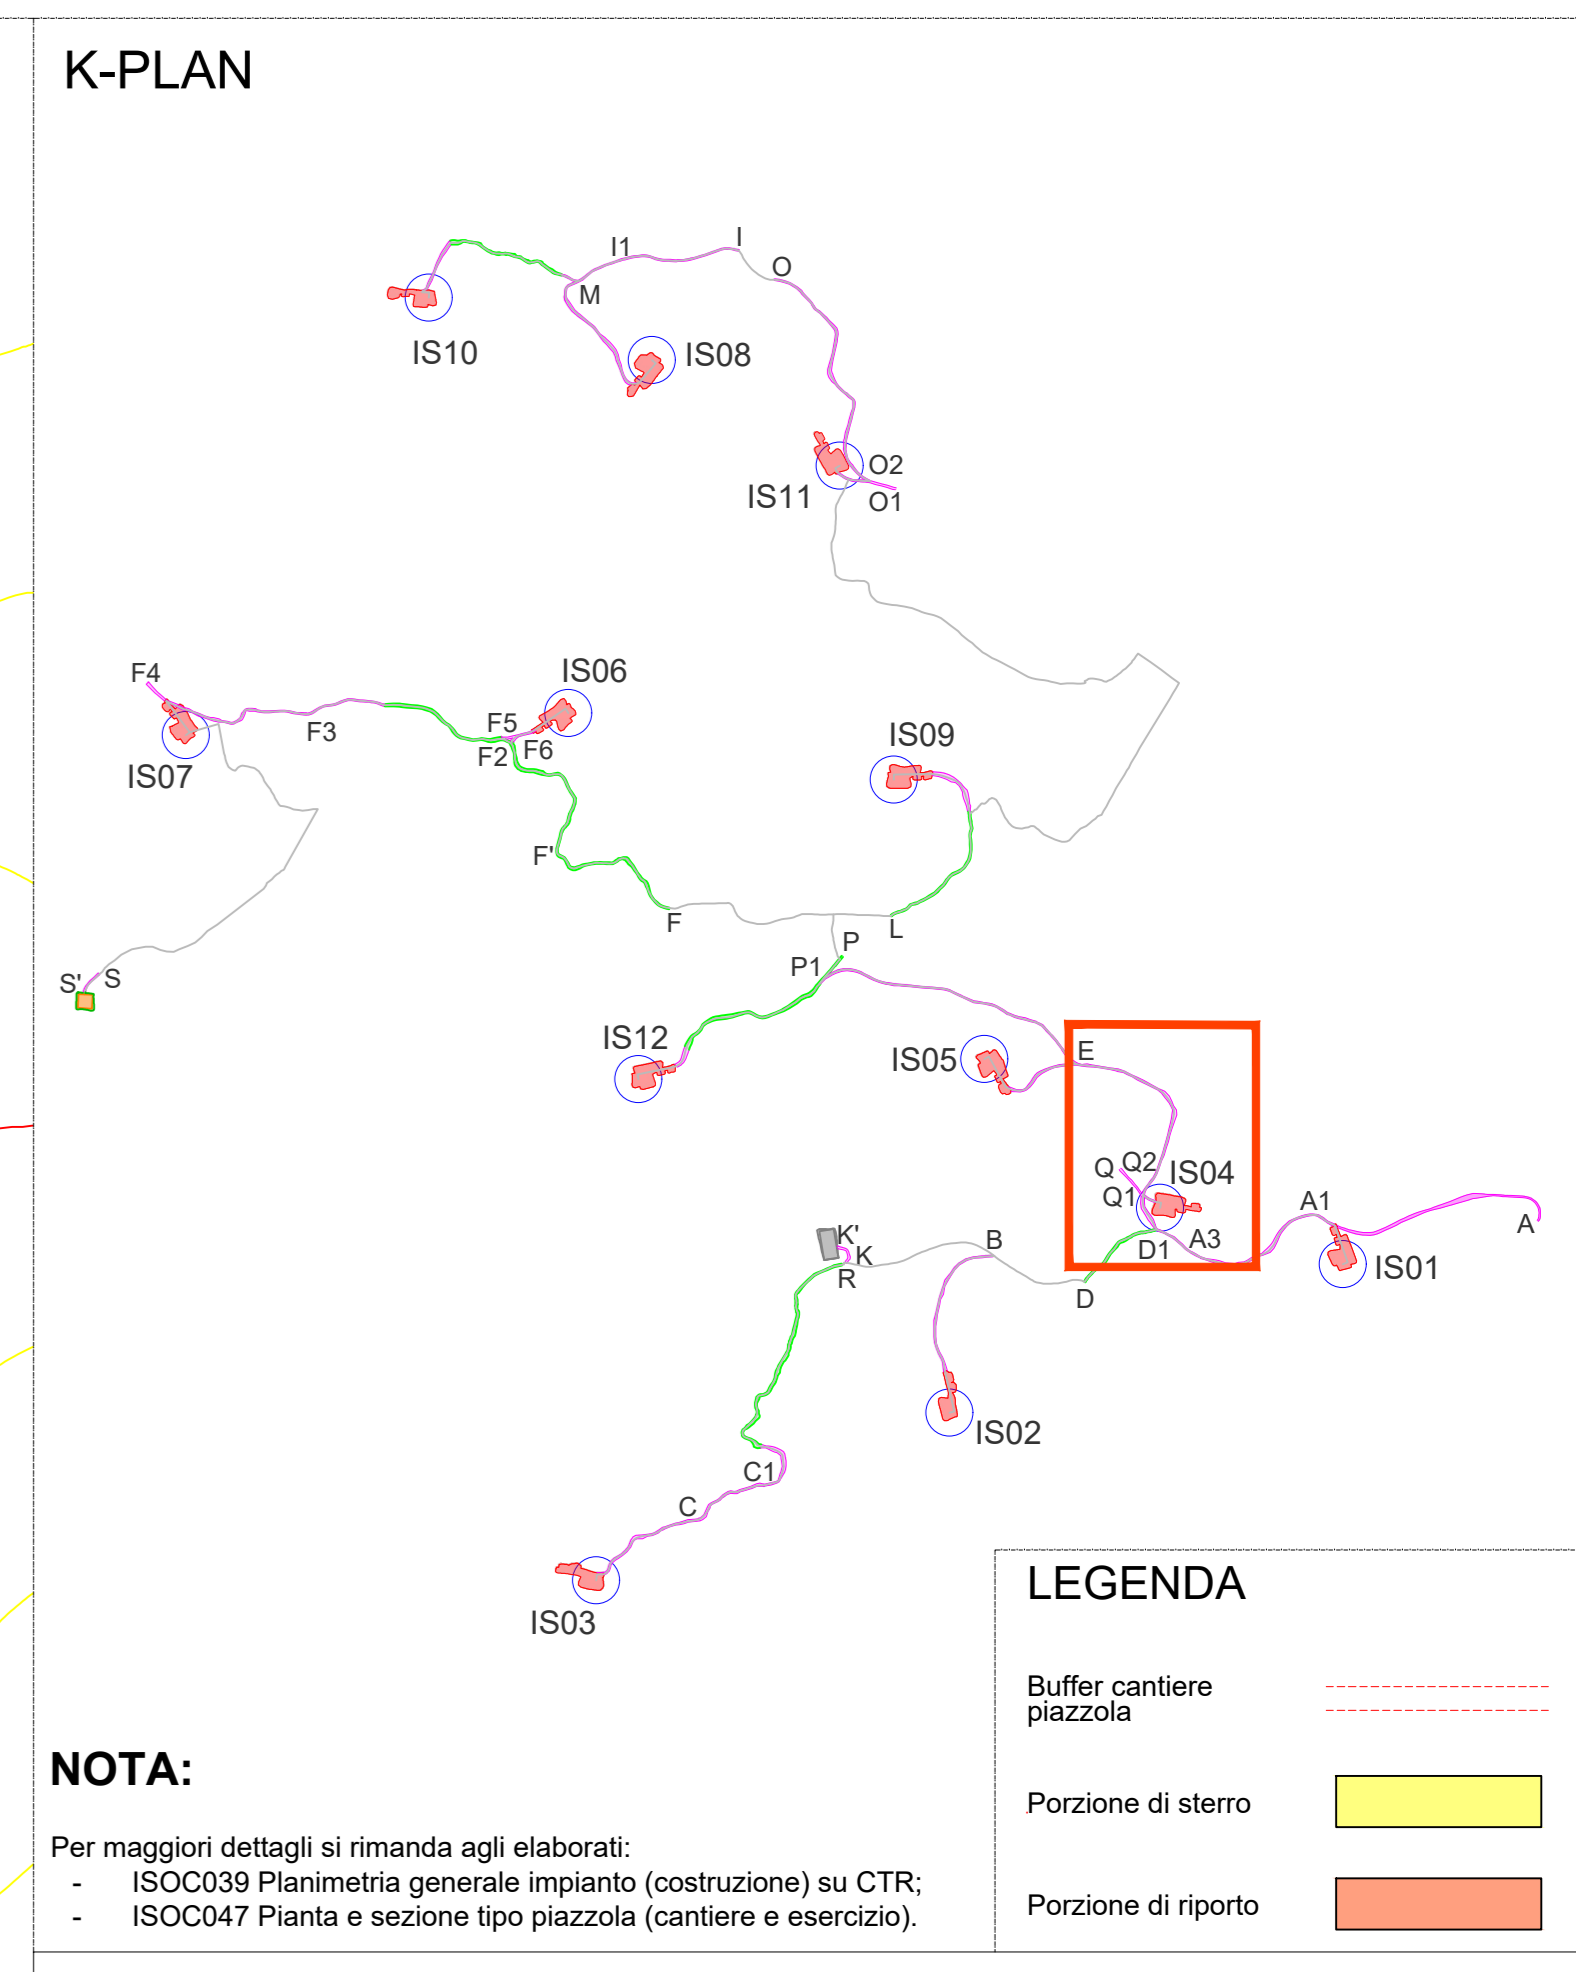 K-PLAN
I
I1
O
M
IS10
IS08
O2
IS11
O1
F4
IS06
F5
F3
F2
F6
IS09
IS07
F'
F
L
P
P1
S'
S
IS12
E
IS05
Q
Q2
IS04
Q1
A1
A
K'
B
D1
A3
K
R
IS01
D
IS02
C1
C
IS03
LEGENDA
Buffer cantiere
piazzola
Porzione di sterro
Porzione di riporto
NOTA:
Per maggiori dettagli si rimanda agli elaborati:
- ISOC039 Planimetria generale impianto (costruzione) su CTR;
- ISOC047 Pianta e sezione tipo piazzola (cantiere e esercizio).